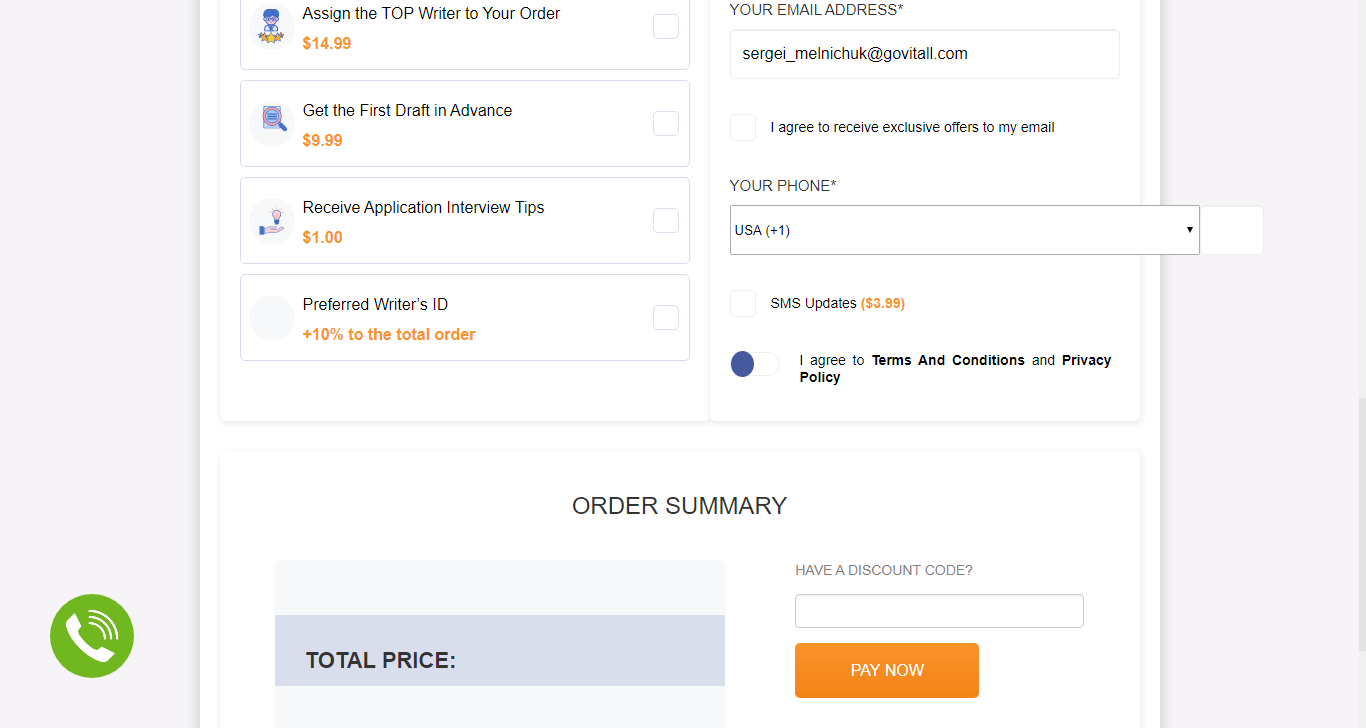 Assign the TOP Writer to Your Order
$14.99
Get the First Draft in Advance
$9.99
Receive Application Interview Tips
$1.00
Preferred Writer’s ID
+10% to the total order
YOUR EMAIL ADDRESS*
sergei_melnichuk@govitall.com
I agree to receive exclusive offers to my email
YOUR PHONE*
USA (+1)
SMS Updates ($3.99)
I agree to Terms And Conditions and Privacy
Policy
ORDER SUMMARY
TOTAL PRICE:
HAVE A DISCOUNT CODE?
PAY NOW